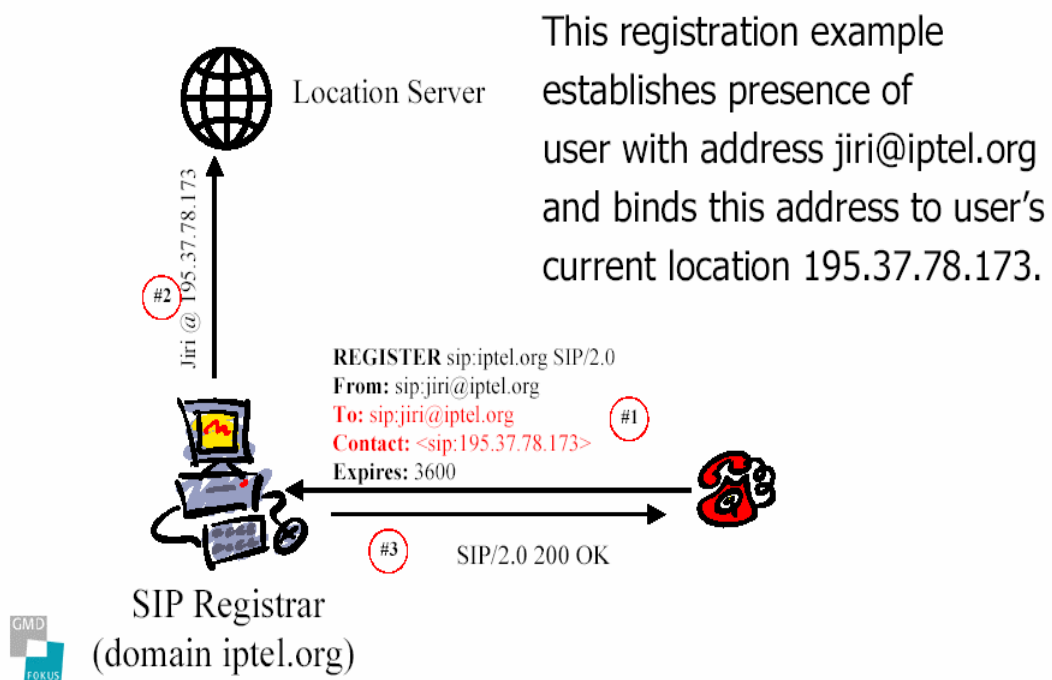 This registration example
establishes presence of
user with address jiri@iptel.org
and binds this address to user's
current location 195.37.78.173.
Location Server
Jiri @ 195.37.78.173
#2
REGISTER sip:iptel.org SIP/2.0
From: sip:jiri@iptel.org
To: sip:jiri@iptel.org
Contact: <sip:195.37.78.173>
Expires: 3600
#1
#3
SIP/2.0 200 OK
SIP Registrar
(domain iptel.org)
GMD
FOKUS